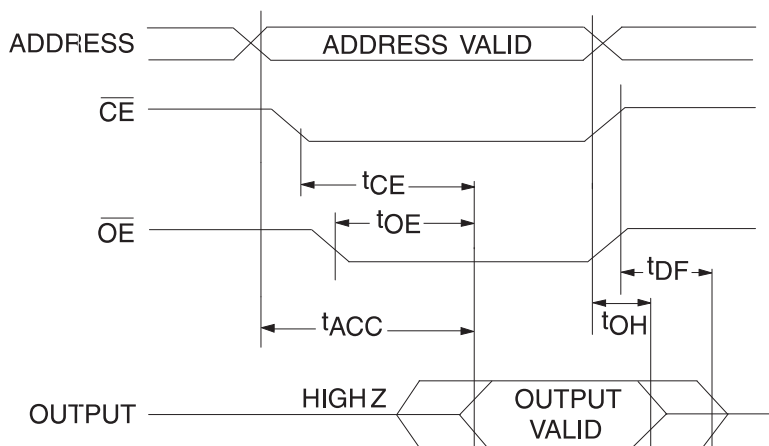 ADDRESS
ADDRESS VALID
CE
tCE
tOE
OE
tDF
tACC
tOH
HIGH Z
OUTPUT
OUTPUT
VALID